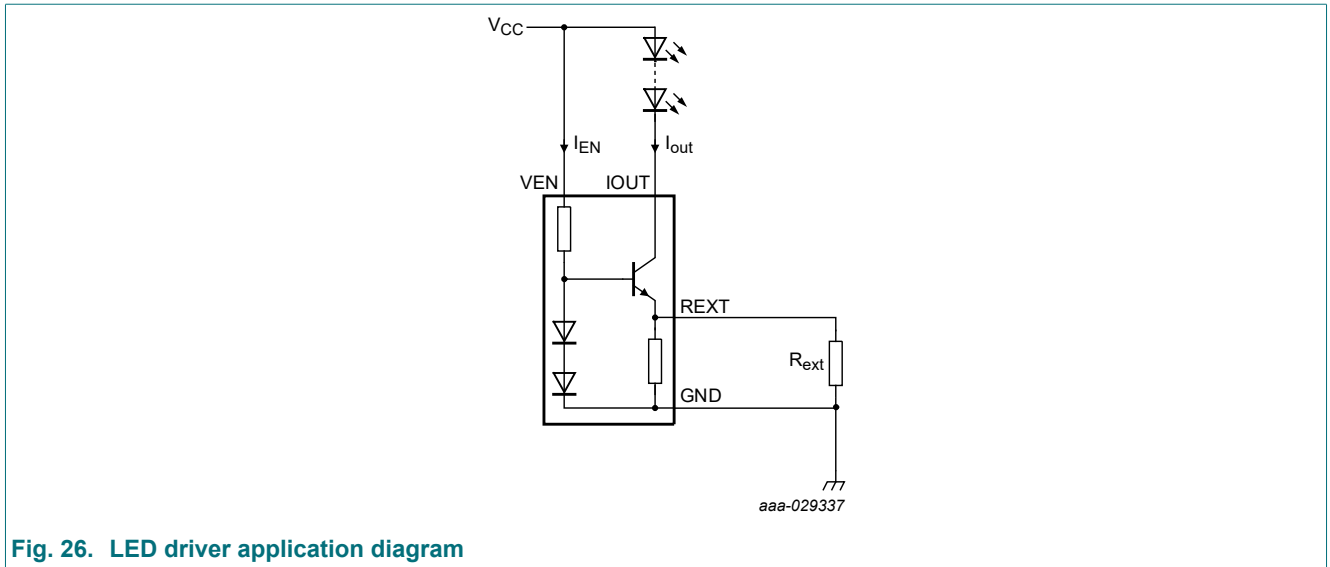 VCC
IEN
Iout
VEN
IOUT
REXT
Rext
GND
aaa-029337
Fig. 26. LED driver application diagram